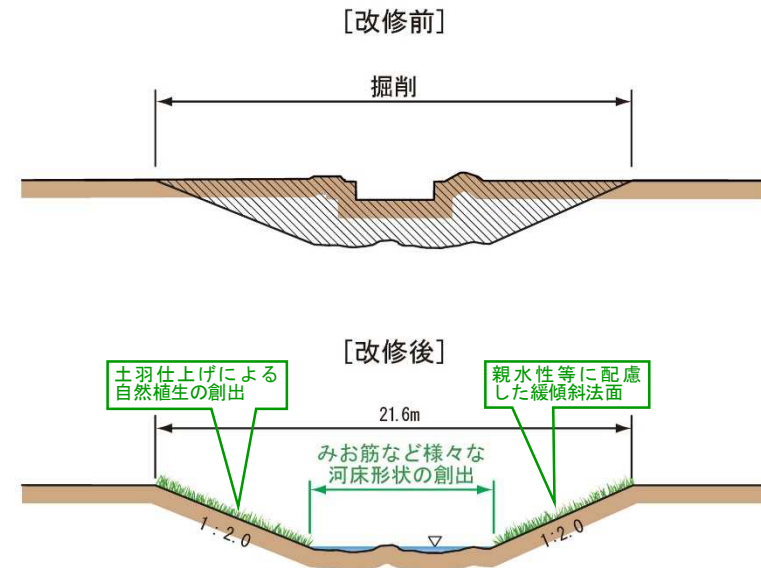 [改修前]
掘削
[改修後]
土羽仕上げによる
自然植生の創出
親水性等に配慮
した緩傾斜法面
21.6m
みお筋など様々な
河床形状の創出
1:2.0
1:2.0